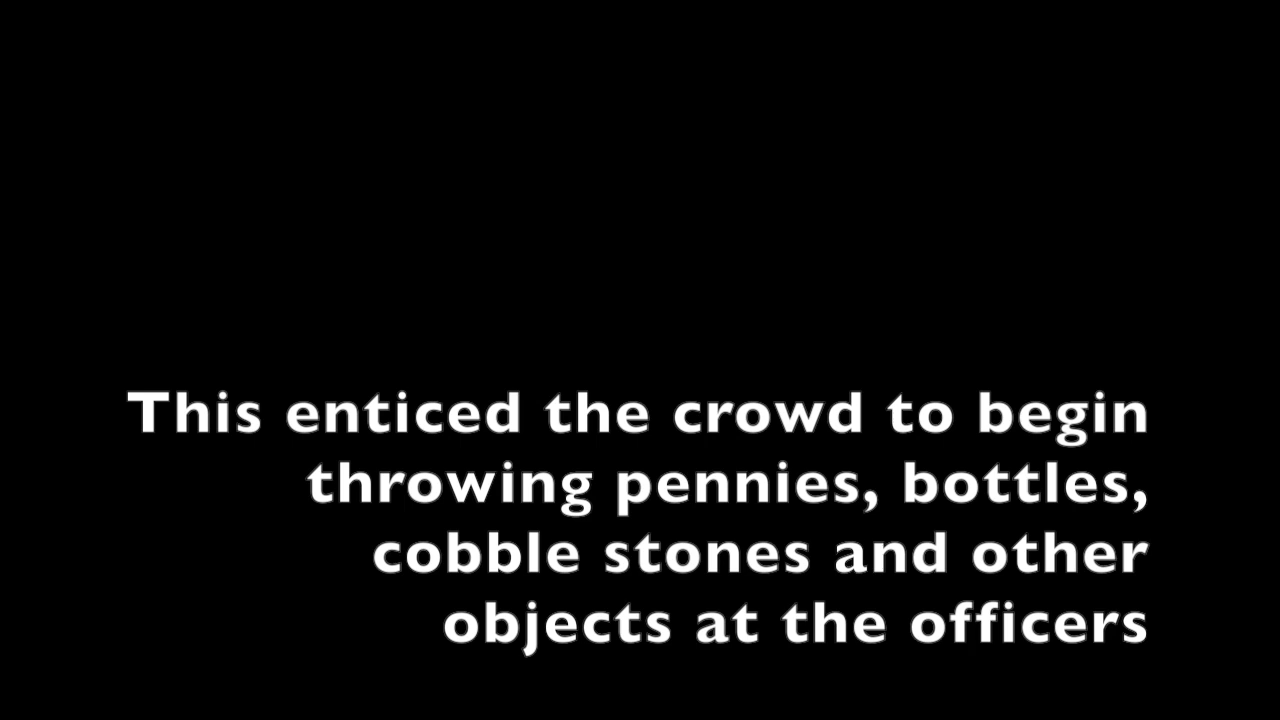 This enticed the crowd to begin
throwing pennies, bottles,
cobble stones and other
objects at the officers